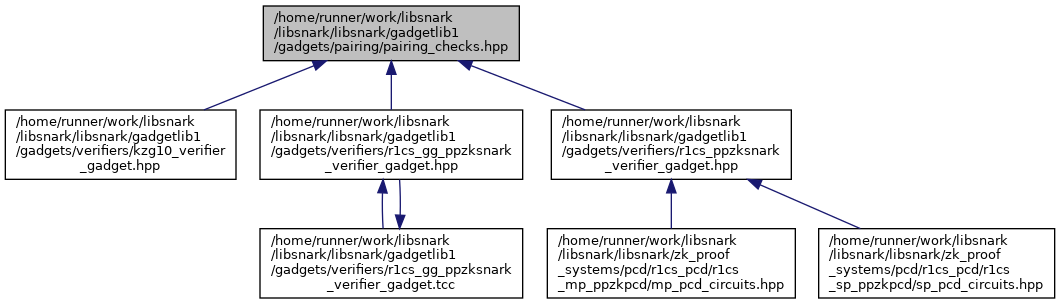 /home/runner/work/libsnark
/libsnark/libsnark/gadgetlib1
/gadgets/pairing/pairing_checks.hpp
/home/runner/work/libsnark
/libsnark/libsnark/gadgetlib1
/gadgets/verifiers/kzg10_verifier
_gadget.hpp
/home/runner/work/libsnark
/libsnark/libsnark/gadgetlib1
/gadgets/verifiers/r1cs_gg_ppzksnark
_verifier_gadget.hpp
/home/runner/work/libsnark
/libsnark/libsnark/gadgetlib1
/gadgets/verifiers/r1cs_ppzksnark
_verifier_gadget.hpp
/home/runner/work/libsnark
/libsnark/libsnark/gadgetlib1
/gadgets/verifiers/r1cs_gg_ppzksnark
_verifier_gadget.tcc
/home/runner/work/libsnark
/libsnark/libsnark/zk_proof
_systems/pcd/r1cs_pcd/r1cs
_mp_ppzkpcd/mp_pcd_circuits.hpp
/home/runner/work/libsnark
/libsnark/libsnark/zk_proof
_systems/pcd/r1cs_pcd/r1cs
_sp_ppzkpcd/sp_pcd_circuits.hpp